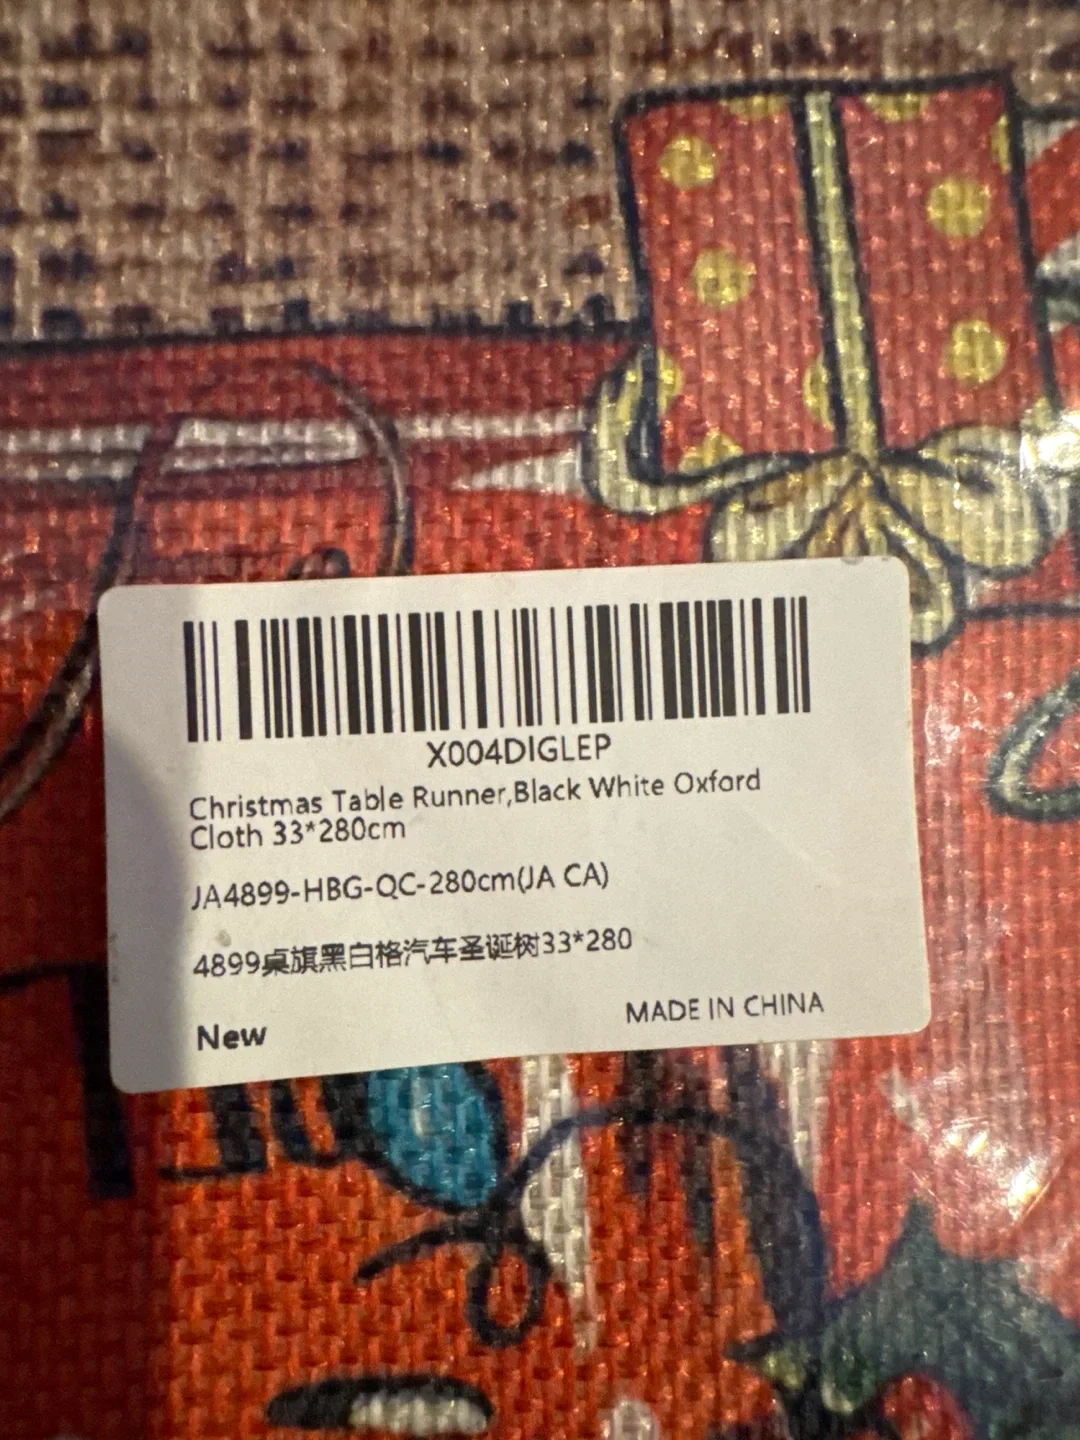 X004DIGLEP
Christmas Table Runner,Black White Oxford
Cloth 33*280cm
JA4899-HBG-QC-280cm(JA CA)
4899桌旗黑白格汽车圣诞树33*280
New
MADE IN CHINA